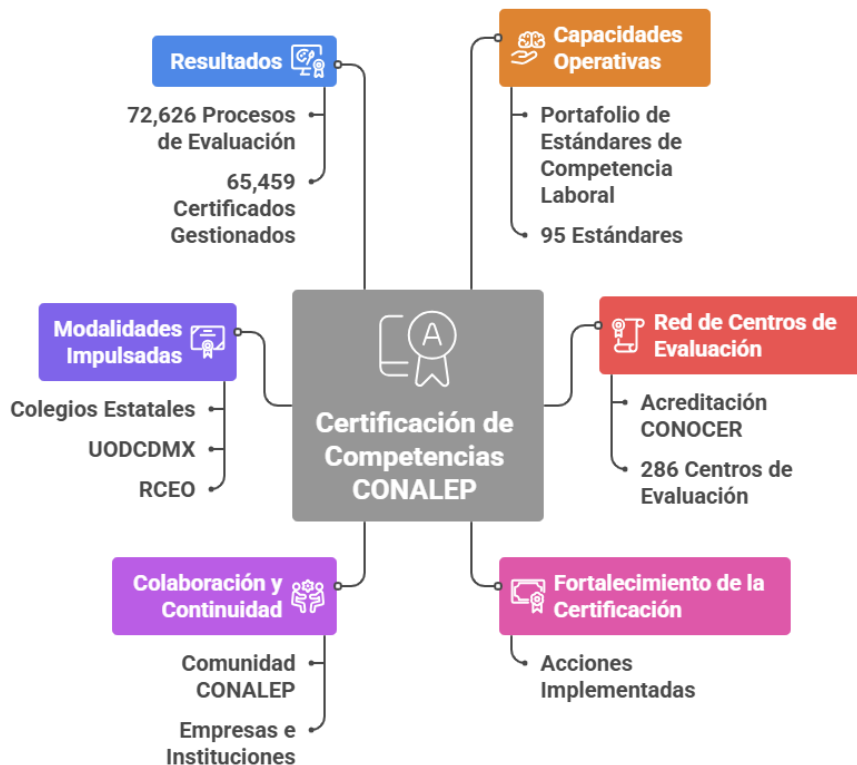 Resultados
72,626 Procesos
de Evaluación
65,459
Certificados
Gestionados
Capacidades
Operativas
Portafolio de
Estándares de
Competencia
Laboral
95 Estándares
Modalidades
Impulsadas
Colegios Estatales
UODCDMX
RCEO
A
Certificación de
Competencias
CONALEP
Red de Centros de
Evaluación
Acreditación
CONOCER
286 Centros de
Evaluación
Colaboración y
Continuidad
Comunidad
CONALEP
Empresas e
Instituciones
Fortalecimiento de la
Certificación
Acciones
Implementadas